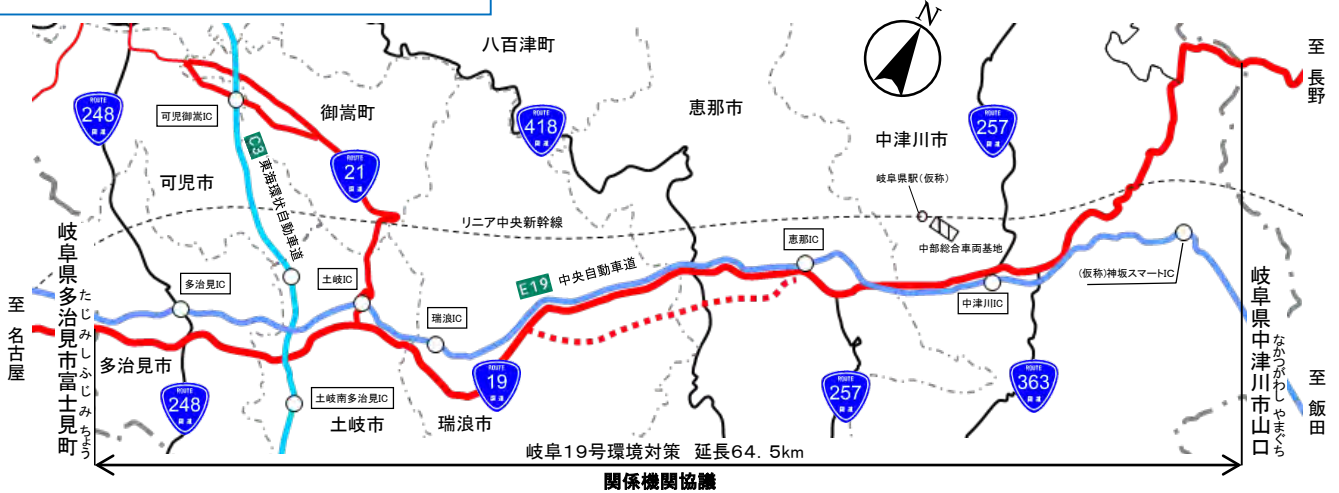 N
八百津町
至 長野
ROUTE
248
国道
可児御嵩IC
御嵩町
ROUTE
418
国道
恵那市
ROUTE
257
国道
中津川市
C3
東海環状自動車道
ROUTE
21
国道
可児市
岐阜県駅(仮称)
リニア中央新幹線
中部総合車両基地
岐阜県多治見市富士見町
たじみしふじみちょう
至 名古屋
多治見IC
土岐IC
瑞浪IC
E19
中央自動車道
恵那IC
中津川IC
(仮称)神坂スマートIC
岐阜県中津川市山口
なかつがわし やまぐち
至 飯田
多治見市
ROUTE
248
国道
土岐南多治見IC
土岐市
ROUTE
19
国道
瑞浪市
ROUTE
257
国道
ROUTE
363
国道
岐阜19号環境対策 延長64.5km
関係機関協議